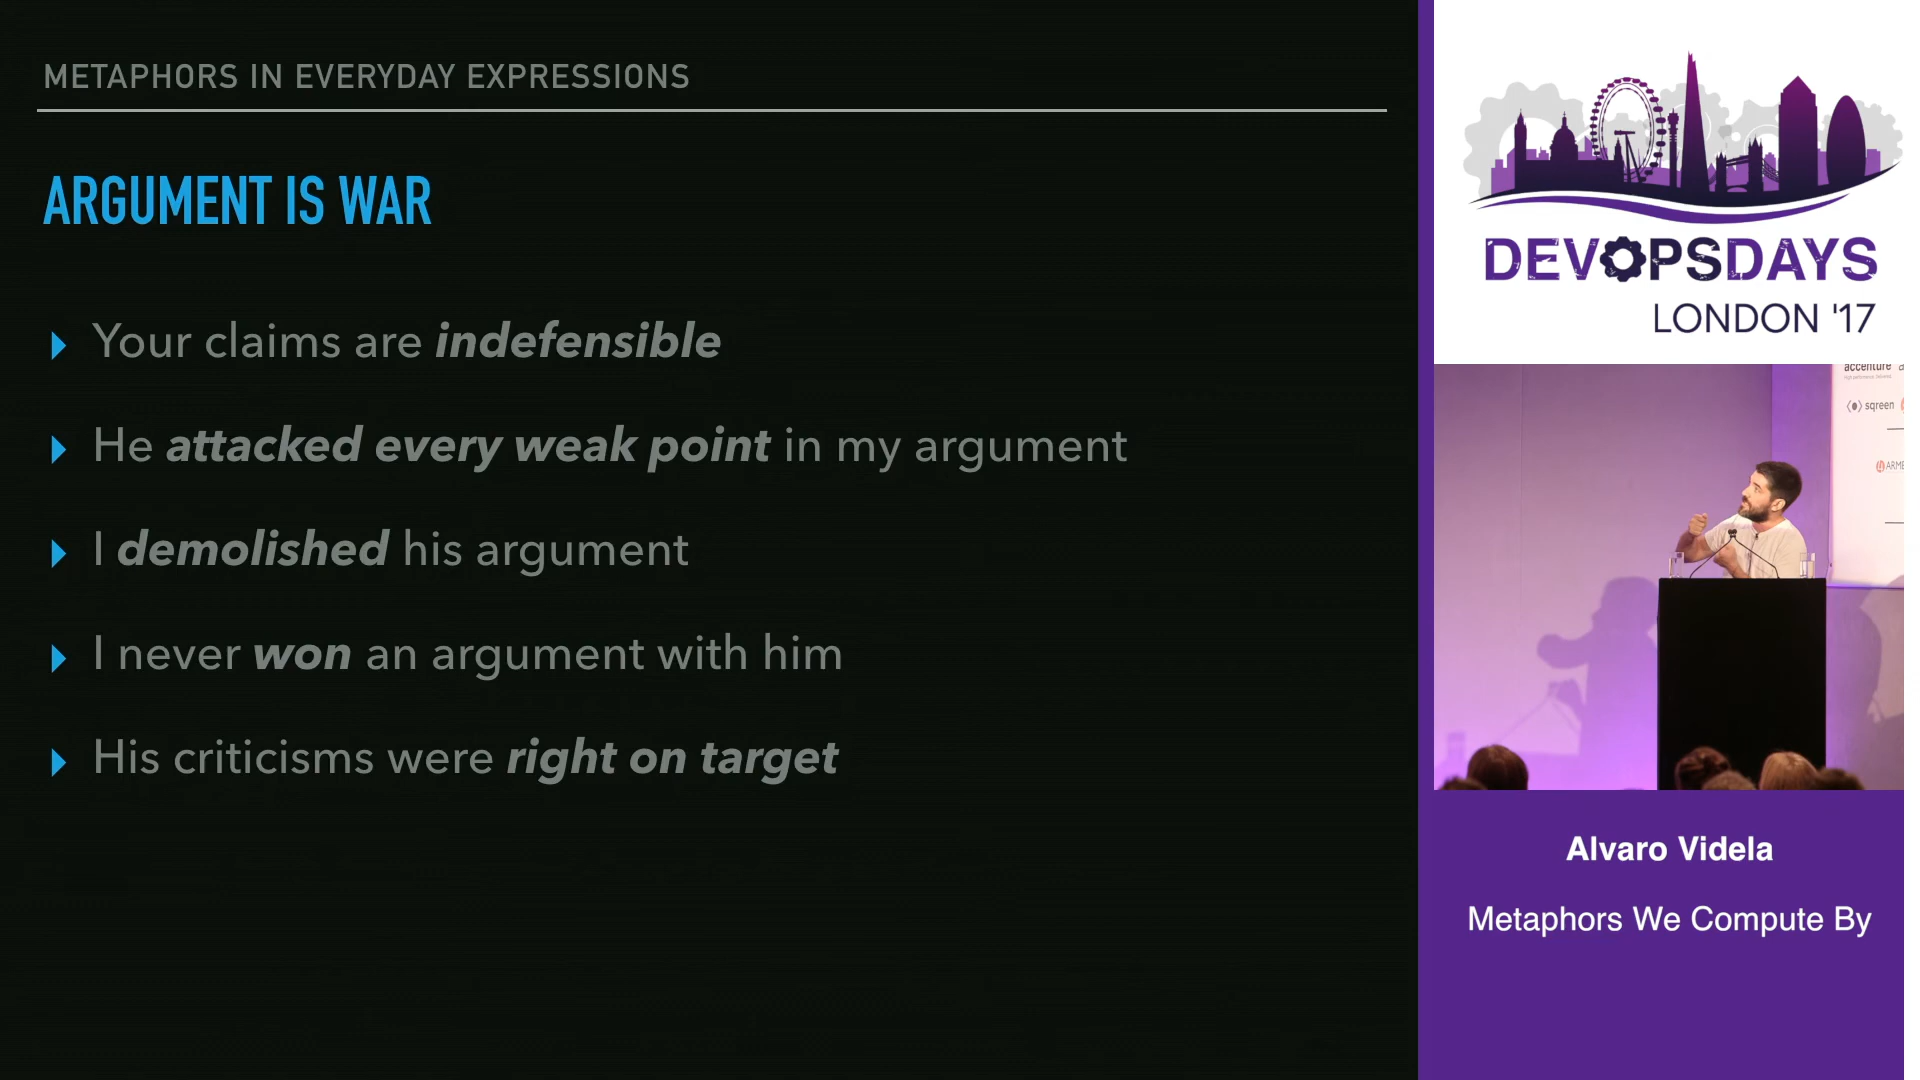 METAPHORS IN EVERYDAY EXPRESSIONS
ARGUMENT IS WAR
Your claims are indefensible
He attacked every weak point in my argument
I demolished his argument
I never won an argument with him
His criticisms were right on target
DEVOPSDAYS
LONDON '17
accenture
sqreen
Alvaro Videla
Metaphors We Compute By